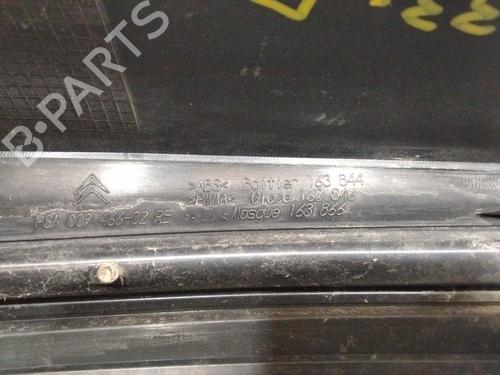 B-PARTS
>ABS< Boitier 163 844
>PMMA< Glace 163 846
Masque 163 866
PSA 009 466-02 RE